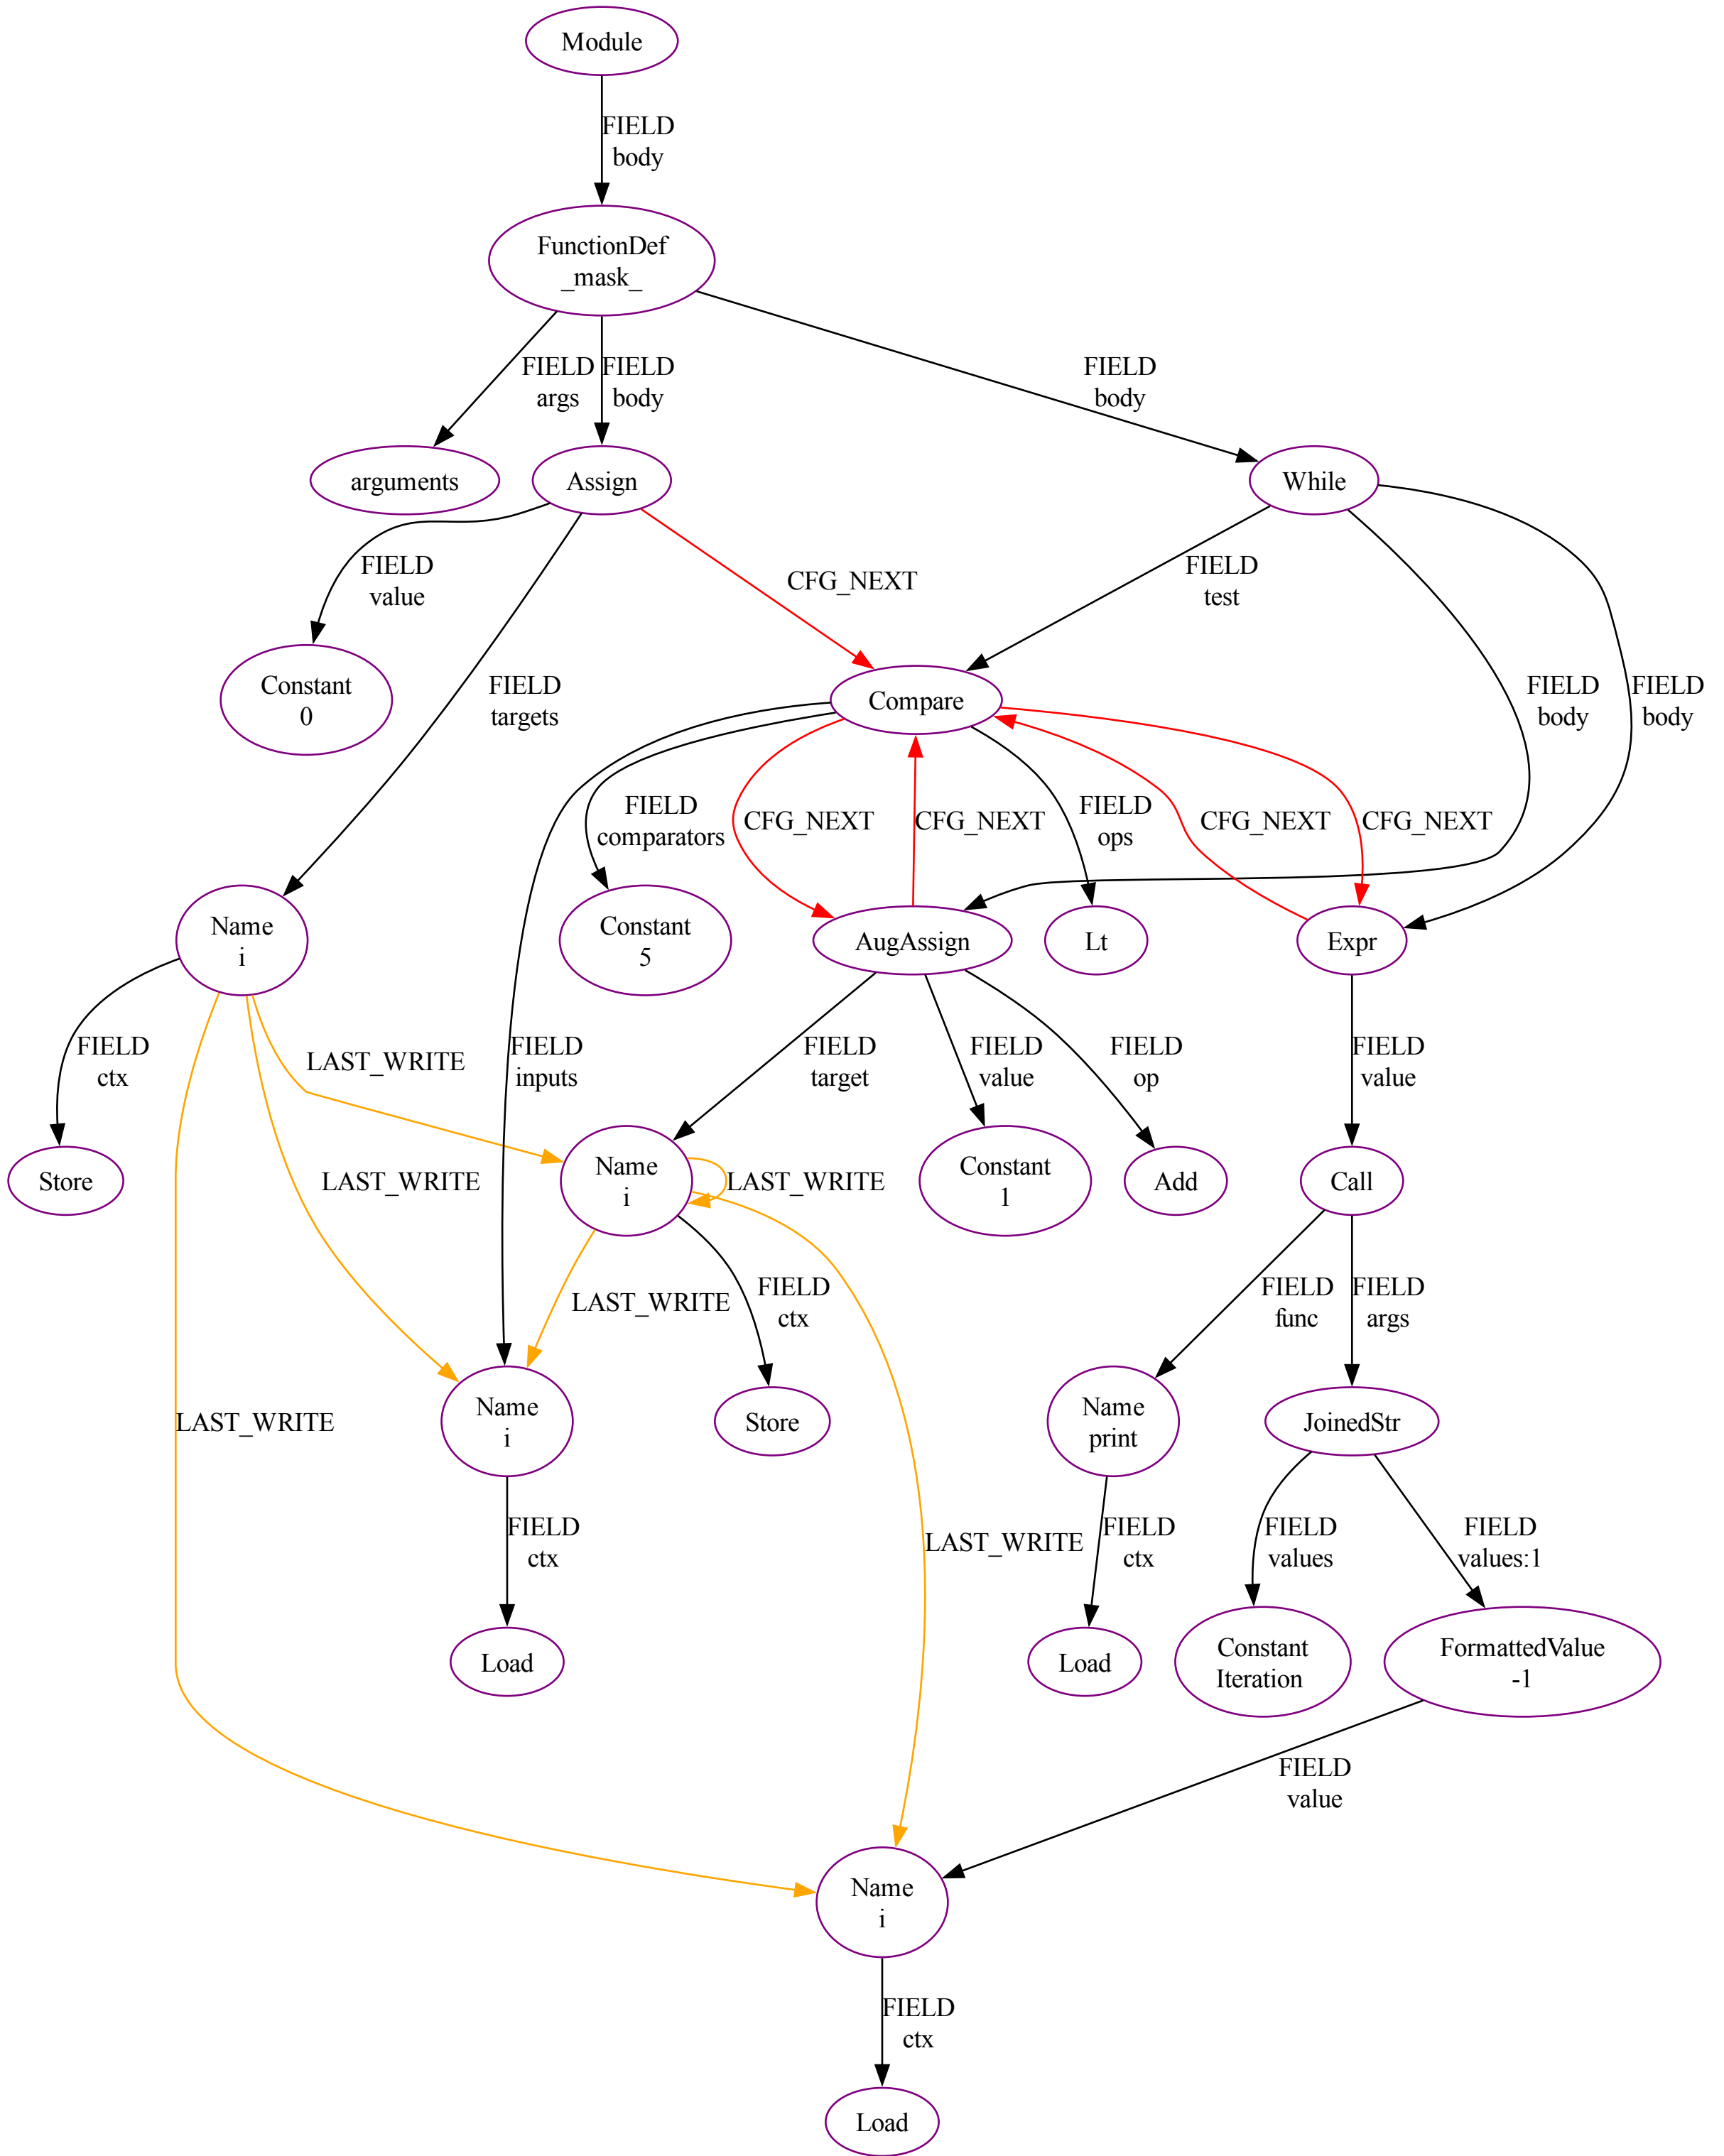 Module
FIELD
body
FunctionDef
_mask_
FIELD
args
FIELD
body
FIELD
body
arguments
Assign
While
FIELD
value
CFG_NEXT
FIELD
test
Constant
0
FIELD
targets
Compare
FIELD
body
FIELD
body
FIELD
comparators
CFG_NEXT
CFG_NEXT
FIELD
ops
CFG_NEXT
CFG_NEXT
Name
i
Constant
5
AugAssign
Lt
Expr
FIELD
ctx
LAST_WRITE
FIELD
inputs
FIELD
target
FIELD
value
FIELD
op
FIELD
value
Store
LAST_WRITE
Name
i
LAST_WRITE
Constant
1
Add
Call
LAST_WRITE
FIELD
ctx
FIELD
func
FIELD
args
LAST_WRITE
Name
i
Store
Name
print
JoinedStr
FIELD
ctx
LAST_WRITE
FIELD
ctx
FIELD
values
FIELD
values:1
Load
Load
Constant
Iteration
FormattedValue
-1
FIELD
value
Name
i
FIELD
ctx
Load